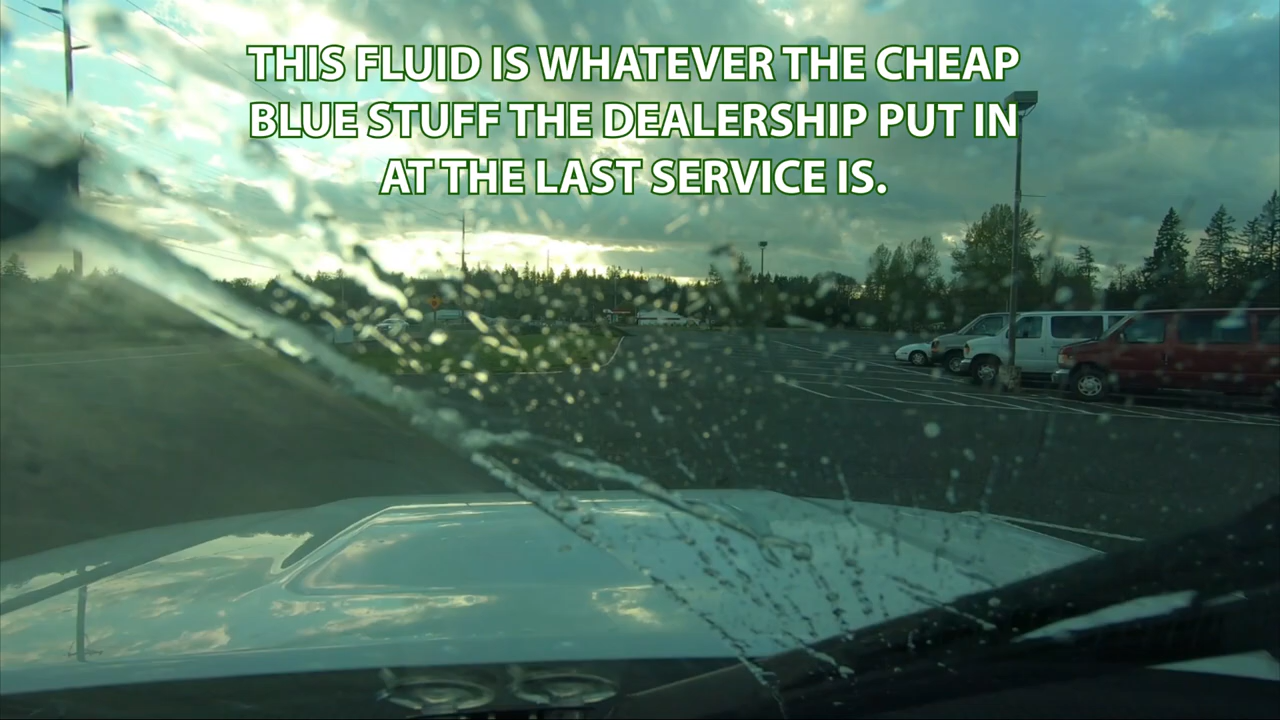 THIS FLUID IS WHATEVER THE CHEAP
BLUE STUFF THE DEALERSHIP PUT IN
AT THE LAST SERVICE IS.